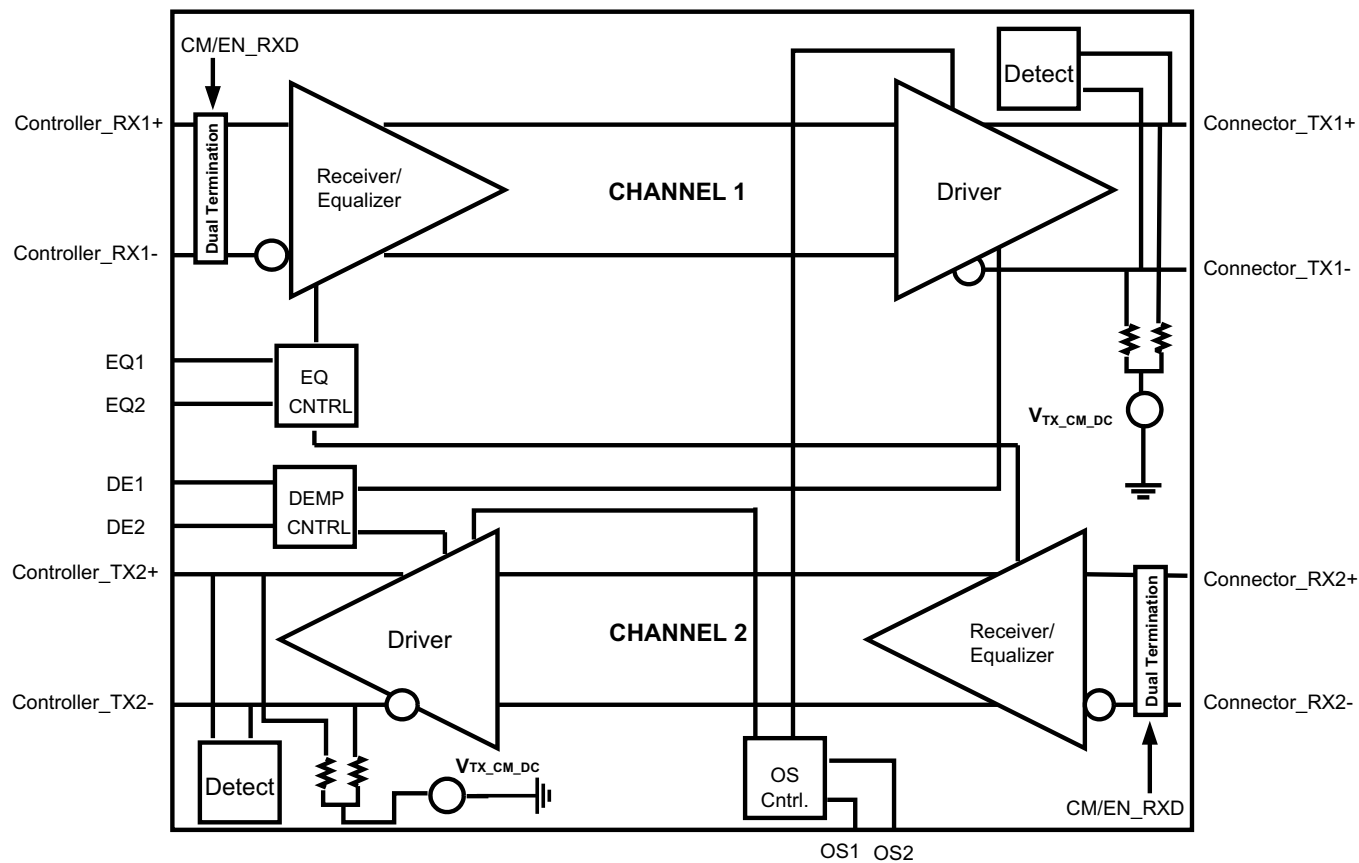 CM/EN_RXD
Detect
Controller_RX1+
Connector_TX1+
Dual Termination
Receiver/
Equalizer
CHANNEL 1
Driver
Controller_RX1-
Connector_TX1-
EQ1
EQ
CNTRL
EQ2
VTX_CM_DC
DE1
DEMP
CNTRL
DE2
Controller_TX2+
Connector_RX2+
Driver
CHANNEL 2
Receiver/
Equalizer
Dual Termination
Controller_TX2-
Connector_RX2-
Detect
VTX_CM_DC
OS
Cntrl.
CM/EN_RXD
OS1 OS2